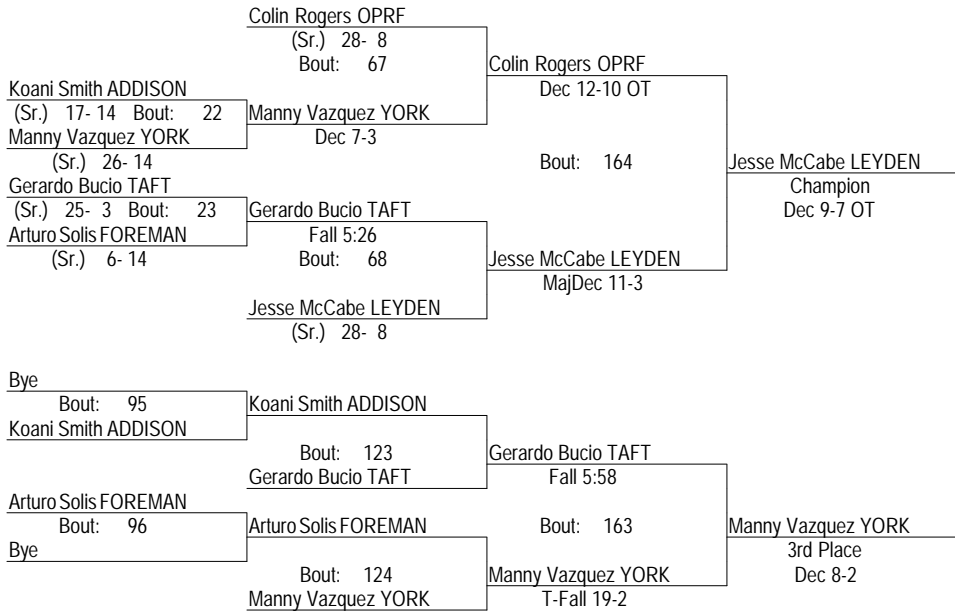 Colin Rogers OPRF
(Sr.) 28- 8
Bout: 67
Colin Rogers OPRF
Dec 12-10 OT
Koani Smith ADDISON
(Sr.) 17- 14 Bout: 22
Manny Vazquez YORK
Manny Vazquez YORK
Dec 7-3
(Sr.) 26- 14
Bout: 164
Jesse McCabe LEYDEN
Champion
Dec 9-7 OT
Gerardo Bucio TAFT
(Sr.) 25- 3 Bout: 23
Gerardo Bucio TAFT
Arturo Solis FOREMAN
Fall 5:26
(Sr.) 6- 14
Bout: 68
Jesse McCabe LEYDEN
MajDec 11-3
Jesse McCabe LEYDEN
(Sr.) 28- 8
Bye
Bout: 95
Koani Smith ADDISON
Koani Smith ADDISON
Bout: 123
Gerardo Bucio TAFT
Gerardo Bucio TAFT
Fall 5:58
Arturo Solis FOREMAN
Bout: 96
Arturo Solis FOREMAN
Bout: 163
Manny Vazquez YORK
Bye
3rd Place
Dec 8-2
Bout: 124
Manny Vazquez YORK
Manny Vazquez YORK
T-Fall 19-2